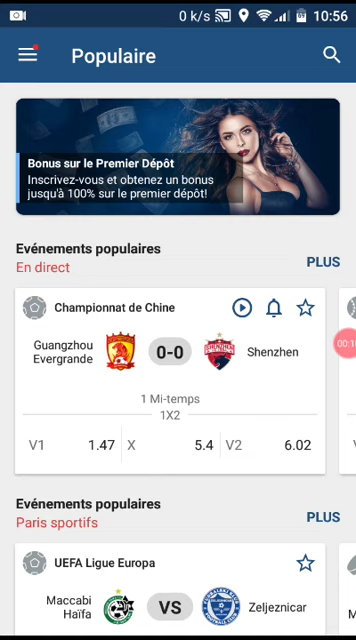 0 k/s 10:56
Populaire
Bonus sur le Premier Dépôt
Inscrivez-vous et obtenez un bonus
jusqu'à 100% sur le premier dépôt!
Evénements populaires
En direct
PLUS
Championnat de Chine
Guangzhou
Evergrande
0-0
Shenzhen
1 Mi-temps
1X2
V1 1.47 X 5.4 V2 6.02
Evénements populaires
Paris sportifs
PLUS
UEFA Ligue Europa
Maccabi
Haïfa
VS
Zeljeznicar